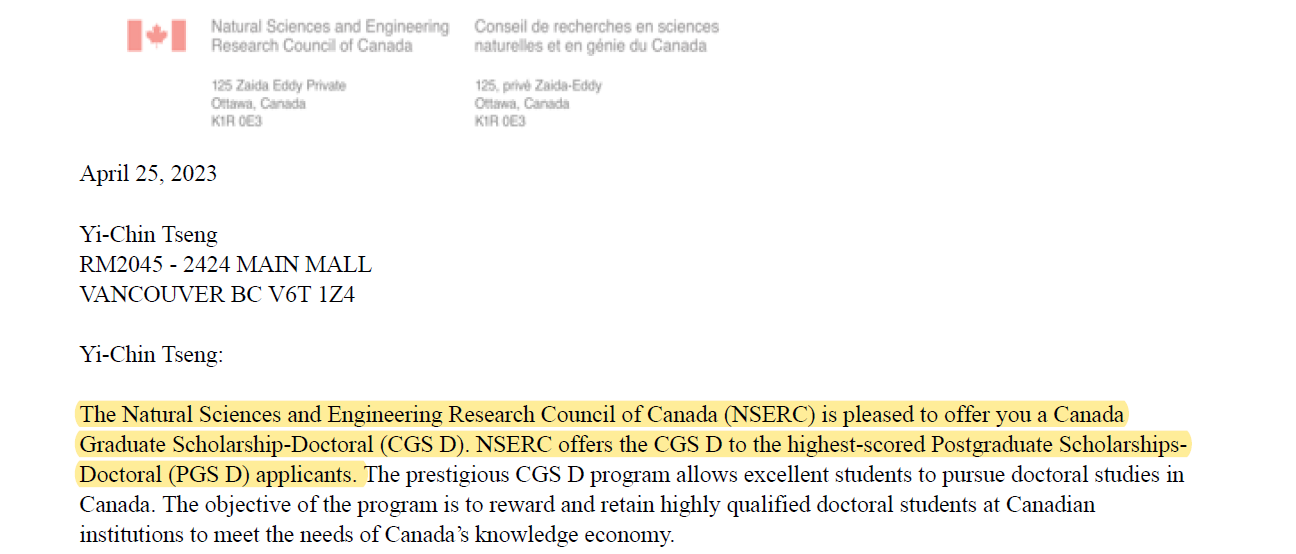 Natural Sciences and Engineering
Research Council of Canada
125 Zaida Eddy Private
Ottawa, Canada
K1R 0E3
Conseil de recherches en sciences
naturelles et en génie du Canada
125, privé Zaida-Eddy
Ottawa, Canada
K1R 0E3
April 25, 2023
Yi-Chin Tseng
RM2045 - 2424 MAIN MALL
VANCOUVER BC V6T 1Z4
Yi-Chin Tseng:
The Natural Sciences and Engineering Research Council of Canada (NSERC) is pleased to offer you a Canada
Graduate Scholarship-Doctoral (CGS D). NSERC offers the CGS D to the highest-scored Postgraduate Scholarships-
Doctoral (PGS D) applicants. The prestigious CGS D program allows excellent students to pursue doctoral studies in
Canada. The objective of the program is to reward and retain highly qualified doctoral students at Canadian
institutions to meet the needs of Canada’s knowledge economy.